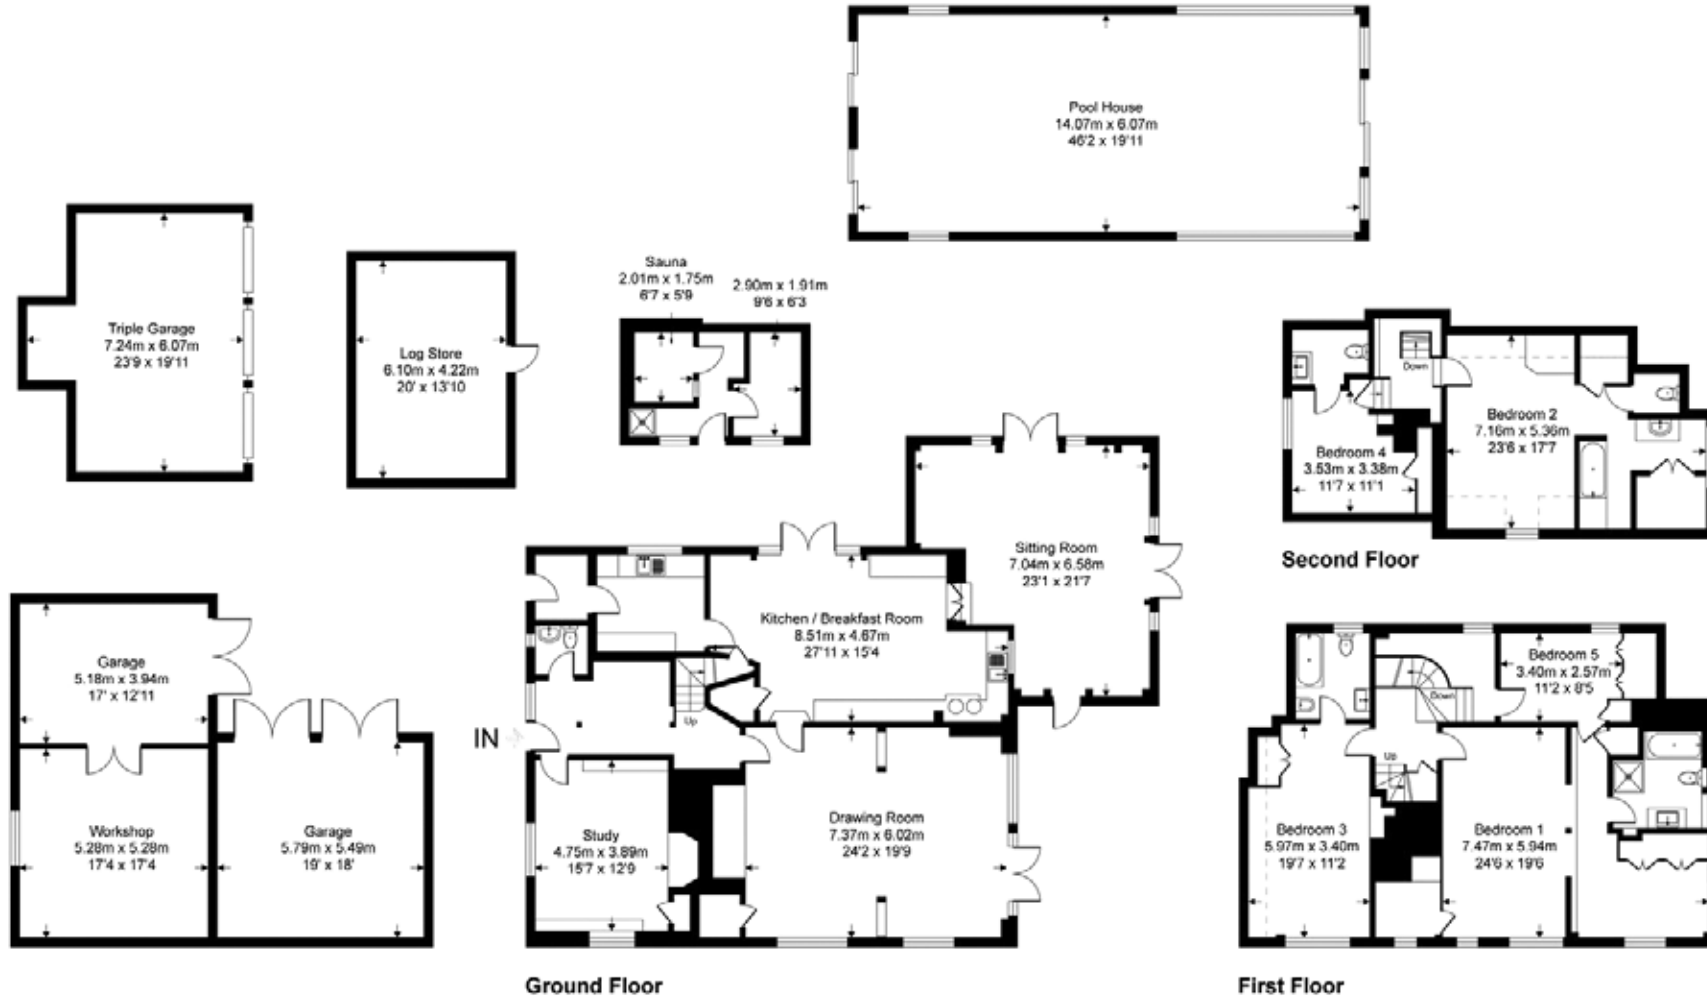 Pool House
14.07m x 6.07m
46'2 x 19'11
Triple Garage
7.24m x 6.07m
23'9 x 19'11
Log Store
6.10m x 4.22m
20' x 13'10
Sauna
2.01m x 1.75m
6'7 x 5'9
2.90m x 1.91m
9'6 x 6'3
Down
Bedroom 2
7.16m x 5.36m
23'6 x 17'7
Bedroom 4
3.53m x 3.38m
11'7 x 11'1
Second Floor
Sitting Room
7.04m x 6.58m
23'1 x 21'7
Kitchen / Breakfast Room
8.51m x 4.67m
27'11 x 15'4
Up
IN
Garage
5.18m x 3.94m
17' x 12'11
Workshop
5.28m x 5.28m
17'4 x 17'4
Garage
5.79m x 5.49m
19' x 18'
Study
4.75m x 3.89m
15'7 x 12'9
Drawing Room
7.37m x 6.02m
24'2 x 19'9
Ground Floor
Bedroom 5
3.40m x 2.57m
11'2 x 8'5
Down
Up
Bedroom 3
5.97m x 3.40m
19'7 x 11'2
Bedroom 1
7.47m x 5.94m
24'6 x 19'6
First Floor